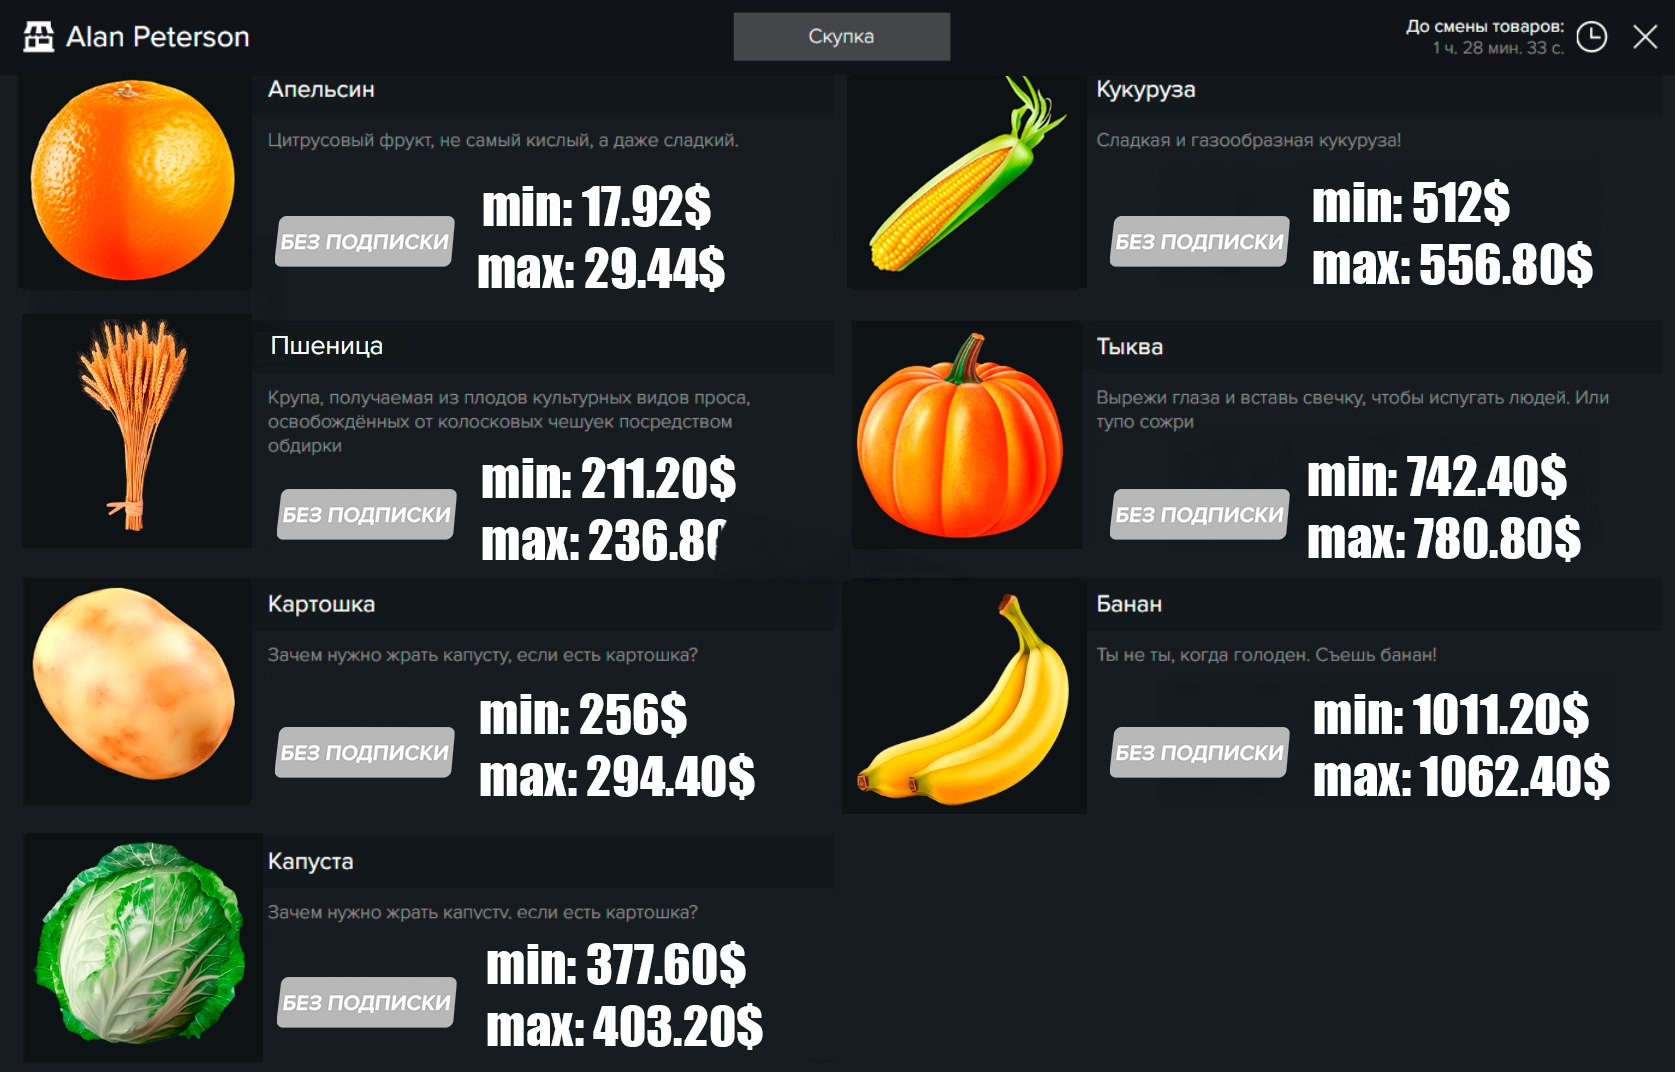 Alan Peterson
Скупка
До смены товаров:
1 ч. 28 мин. 33 с.
Апельсин
Цитрусовый фрукт, не самый кислый, а даже сладкий.
БЕЗ ПОДПИСКИ
min: 17.92$
max: 29.44$
Кукуруза
Сладкая и газообразная кукуруза!
БЕЗ ПОДПИСКИ
min: 512$
max: 556.80$
Пшеница
Крупа, получаемая из плодов культурных видов проса,
освобождённых от колосковых чешуек посредством
обдирки
БЕЗ ПОДПИСКИ
min: 211.20$
max: 236.8
Тыква
Вырежи глаза и вставь свечку, чтобы испугать людей. Или
тупо сожри
БЕЗ ПОДПИСКИ
min: 742.40$
max: 780.80$
Картошка
Зачем нужно жрать капусту, если есть картошка?
БЕЗ ПОДПИСКИ
min: 256$
max: 294.40$
Банан
Ты не ты, когда голоден. Съешь банан!
БЕЗ ПОДПИСКИ
min: 1011.20$
max: 1062.40$
Капуста
Зачем нужно жрать капусту, если есть картошка?
БЕЗ ПОДПИСКИ
min: 377.60$
max: 403.20$